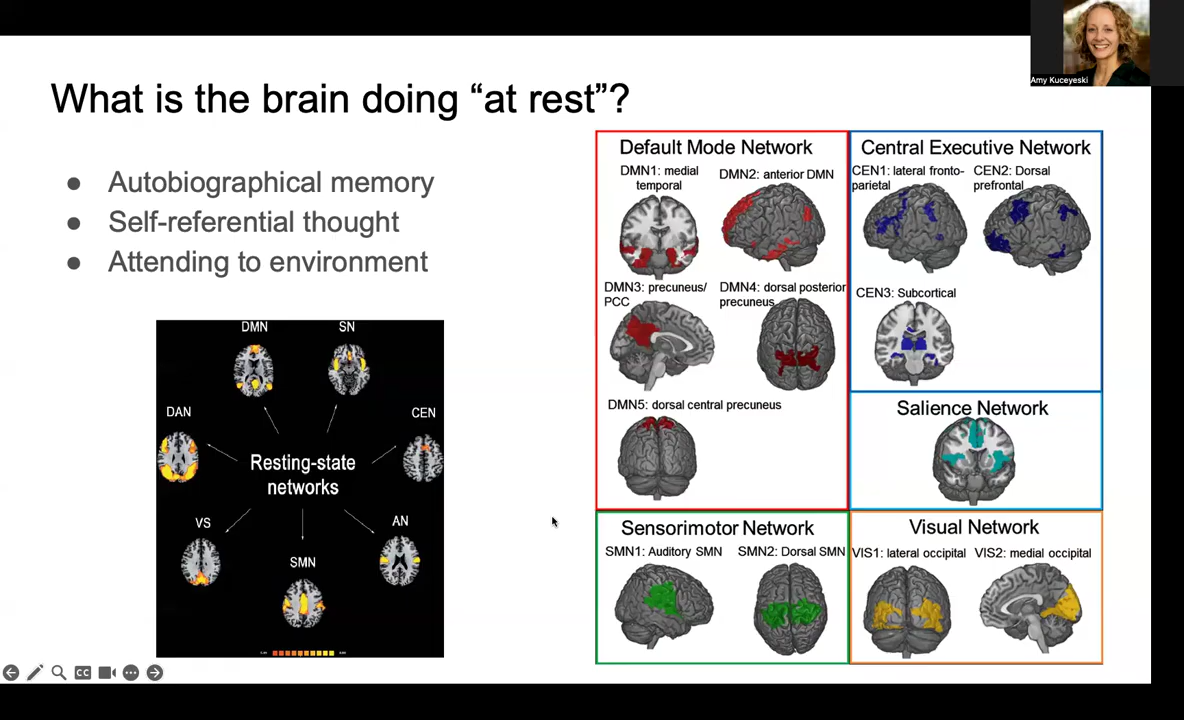 Amy Kuceyeski
What is the brain doing “at rest”?
● Autobiographical memory
● Self-referential thought
● Attending to environment
DMN
SN
DAN
CEN
Resting-state
networks
VS
AN
SMN
Default Mode Network
DMN1: medial
temporal
DMN2: anterior DMN
DMN3: precuneus/
PCC
DMN4: dorsal posterior
precuneus
DMN5: dorsal central precuneus
Central Executive Network
CEN1: lateral fronto-
parietal
CEN2: Dorsal
prefrontal
CEN3: Subcortical
Salience Network
Sensorimotor Network
SMN1: Auditory SMN
SMN2: Dorsal SMN
Visual Network
VIS1: lateral occipital
VIS2: medial occipital
CC